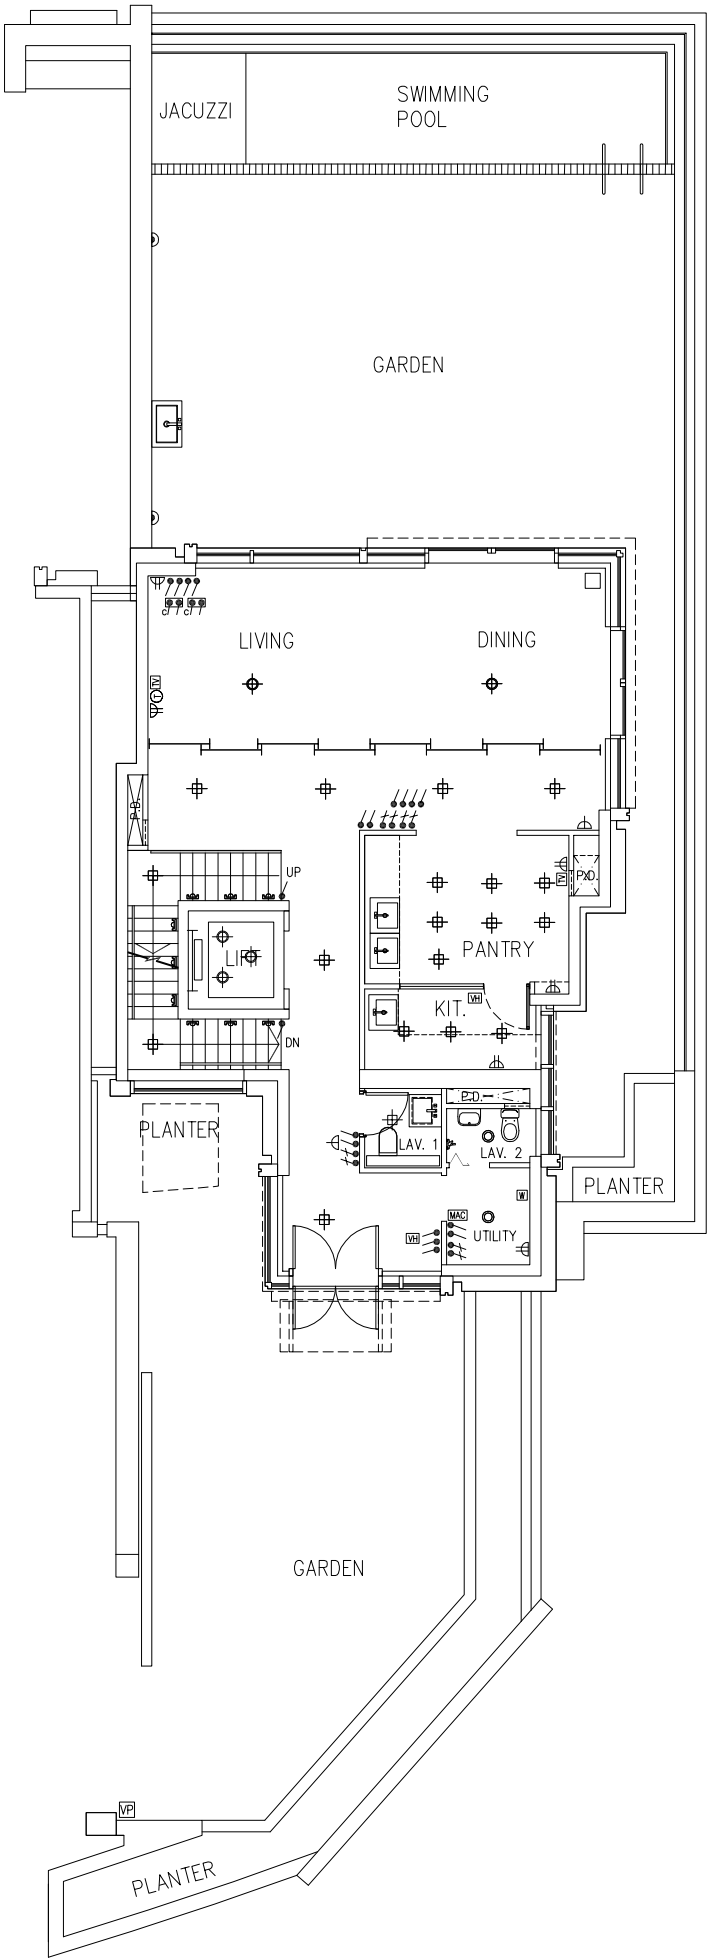 JACUZZI
SWIMMING
POOL
GARDEN
LIVING
DINING
C
C
TV
T
P.D.
UP
TV
P.D.
LIFT
PANTRY
VH
KIT.
DN
P.D.
PLANTER
LAV. 1
LAV. 2
PLANTER
W
MAC
VH
UTILITY
GARDEN
VP
PLANTER